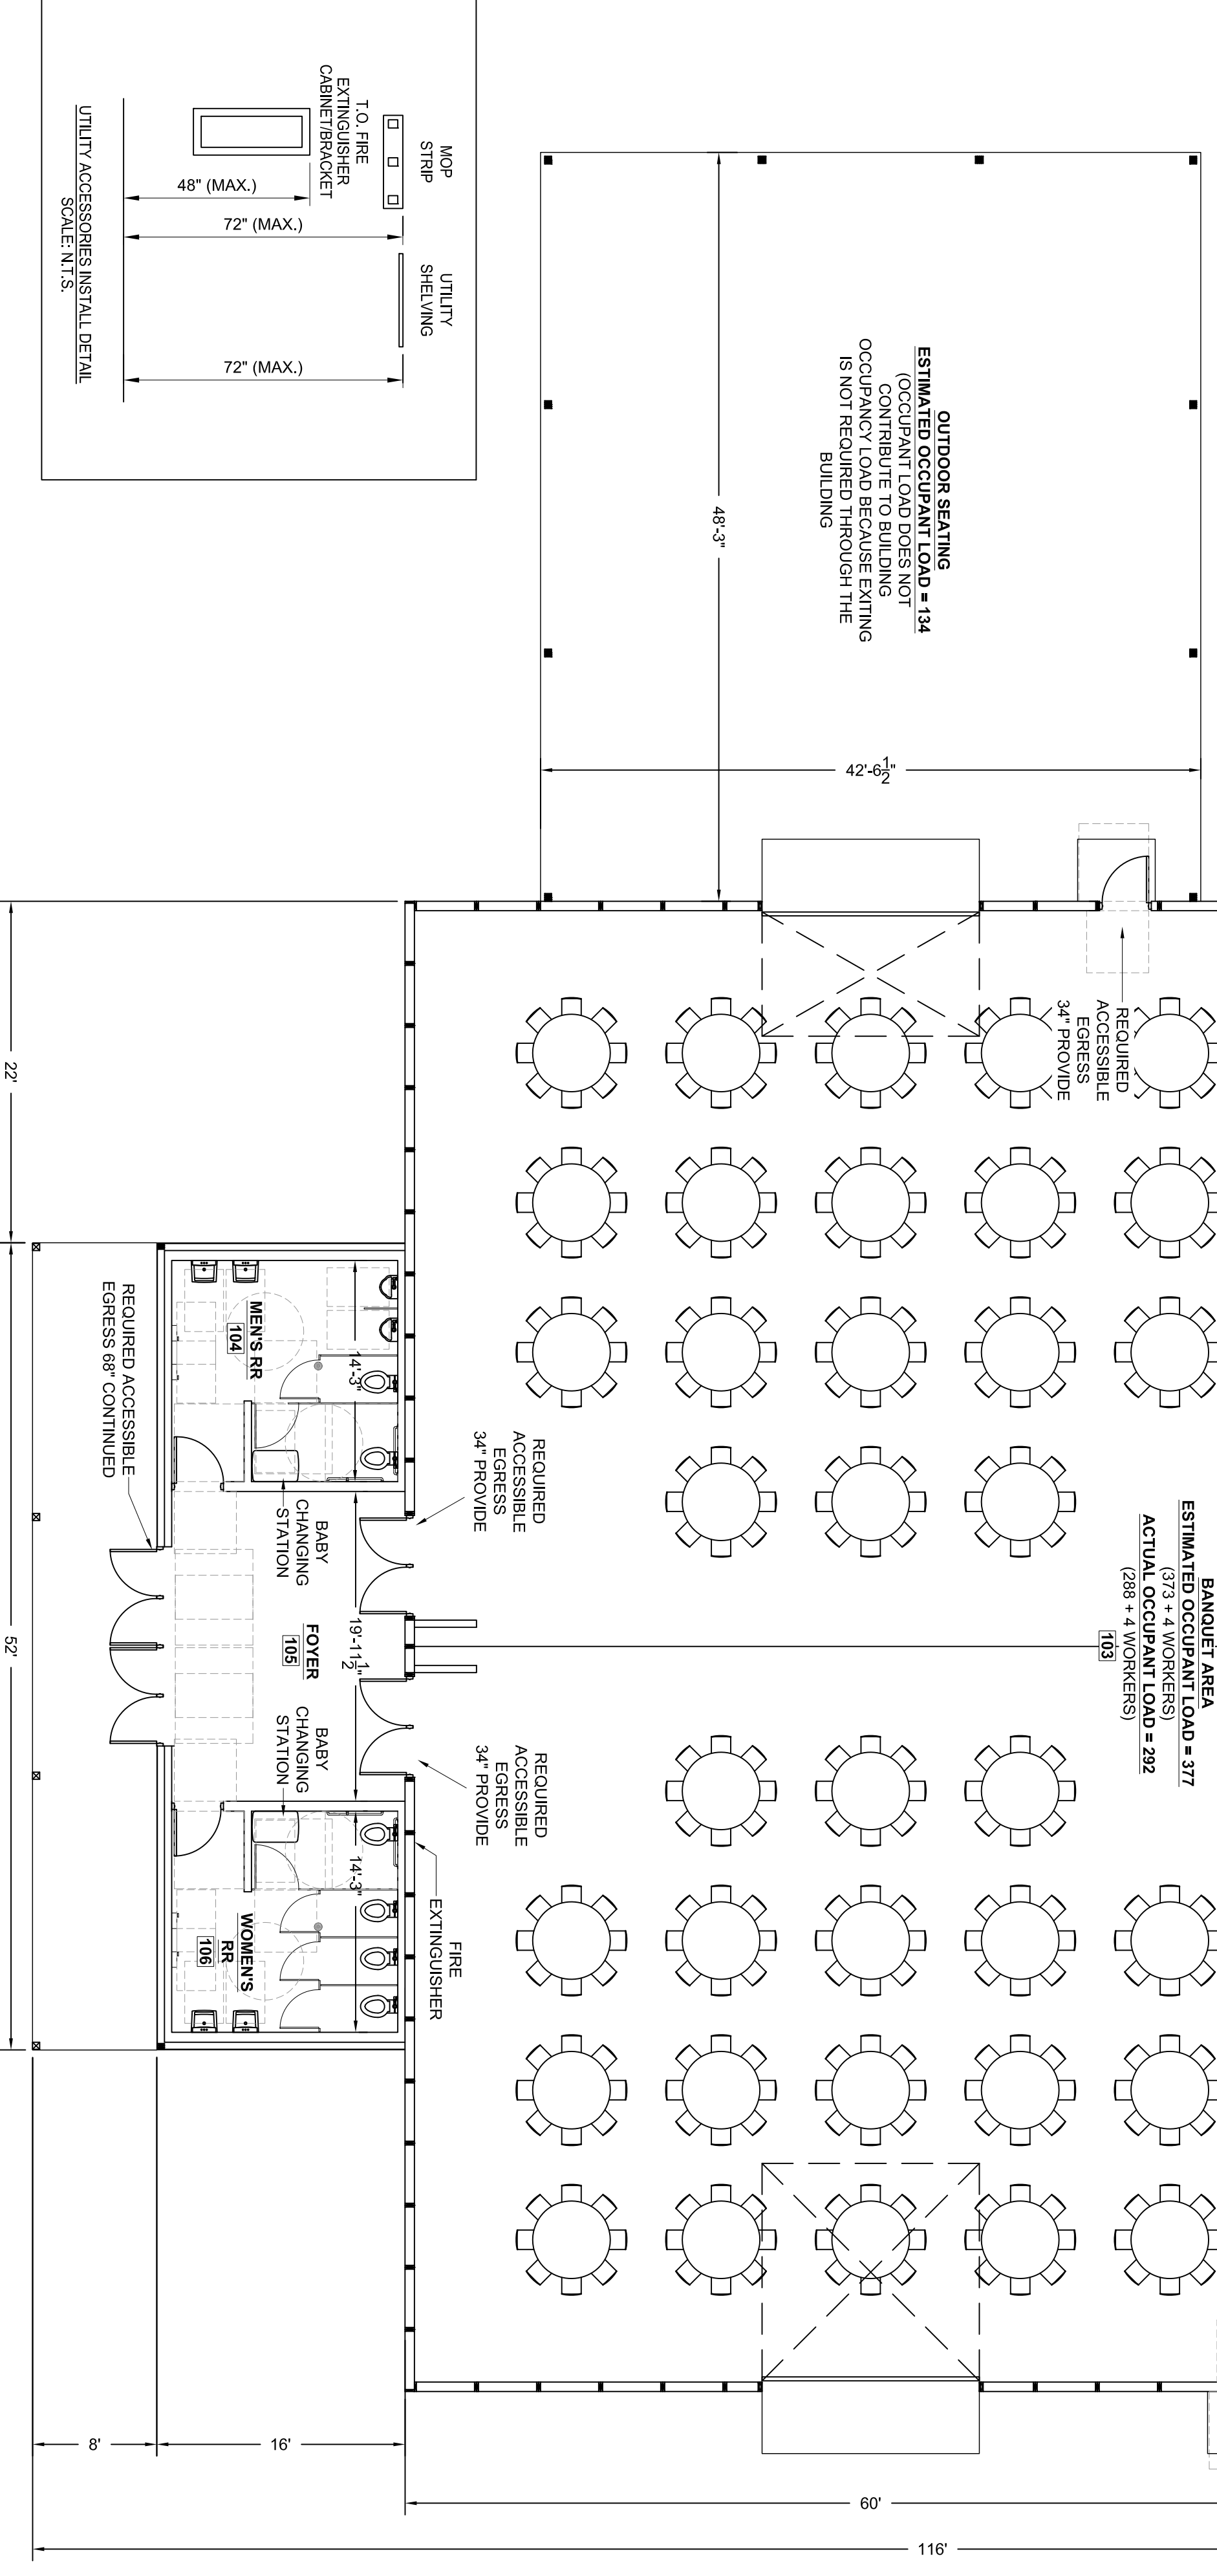 MOP
STRIP
T.O. FIRE
EXTINGUISHER
CABINET/BRACKET
48" (MAX.)
72" (MAX.)
UTILITY
SHELVING
72" (MAX.)
UTILITY ACCESSORIES INSTALL DETAIL
SCALE: N.T.S.
OUTDOOR SEATING
ESTIMATED OCCUPANT LOAD = 134
(OCCUPANT LOAD DOES NOT
CONTRIBUTE TO BUILDING
OCCUPANCY LOAD BECAUSE EXITING
IS NOT REQUIRED THROUGH THE
BUILDING
48'-3"
42'-6 1/2"
REQUIRED
ACCESSIBLE
EGRESS
34" PROVIDE
22'
BANQUET AREA
ESTIMATED OCCUPANT LOAD = 377
(373 + 4 WORKERS)
ACTUAL OCCUPANT LOAD = 292
(288 + 4 WORKERS)
103
REQUIRED
ACCESSIBLE
EGRESS
34" PROVIDE
14'-3"
MEN'S RR
104
REQUIRED ACCESSIBLE
EGRESS 68" CONTINUED
BABY
CHANGING
STATION
19'-11 1/2"
FOYER
105
52'
BABY
CHANGING
STATION
REQUIRED
ACCESSIBLE
EGRESS
34" PROVIDE
14'-3"
WOMEN'S
RR
106
FIRE
EXTINGUISHER
8'
16'
60'
116'